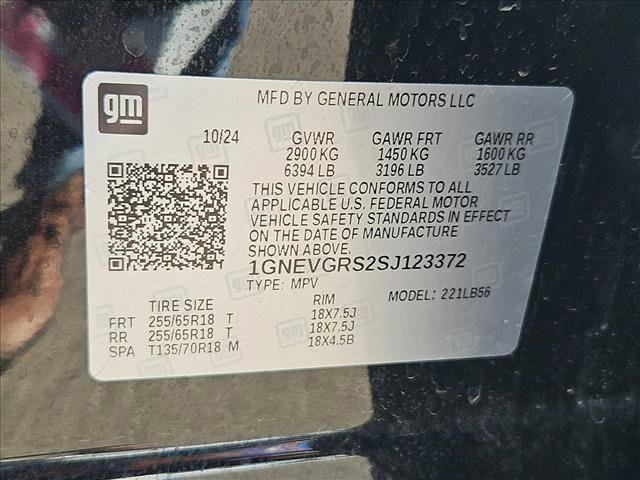 gm
MFD BY GENERAL MOTORS LLC
10/24 GVWR GAWR FRT GAWR RR
2900 KG 1450 KG 1600 KG
6394 LB 3196 LB 3527 LB
THIS VEHICLE CONFORMS TO ALL
APPLICABLE U.S. FEDERAL MOTOR
VEHICLE SAFETY STANDARDS IN EFFECT
ON THE DATE OF MANUFACTURE
SHOWN ABOVE.
1GNEVGRS2SJ123372
TYPE: MPV MODEL: 221LB56
TIRE SIZE RIM
FRT 255/65R18 T 18X7.5J
RR 255/65R18 T 18X7.5J
SPA T135/70R18 M 18X4.5B